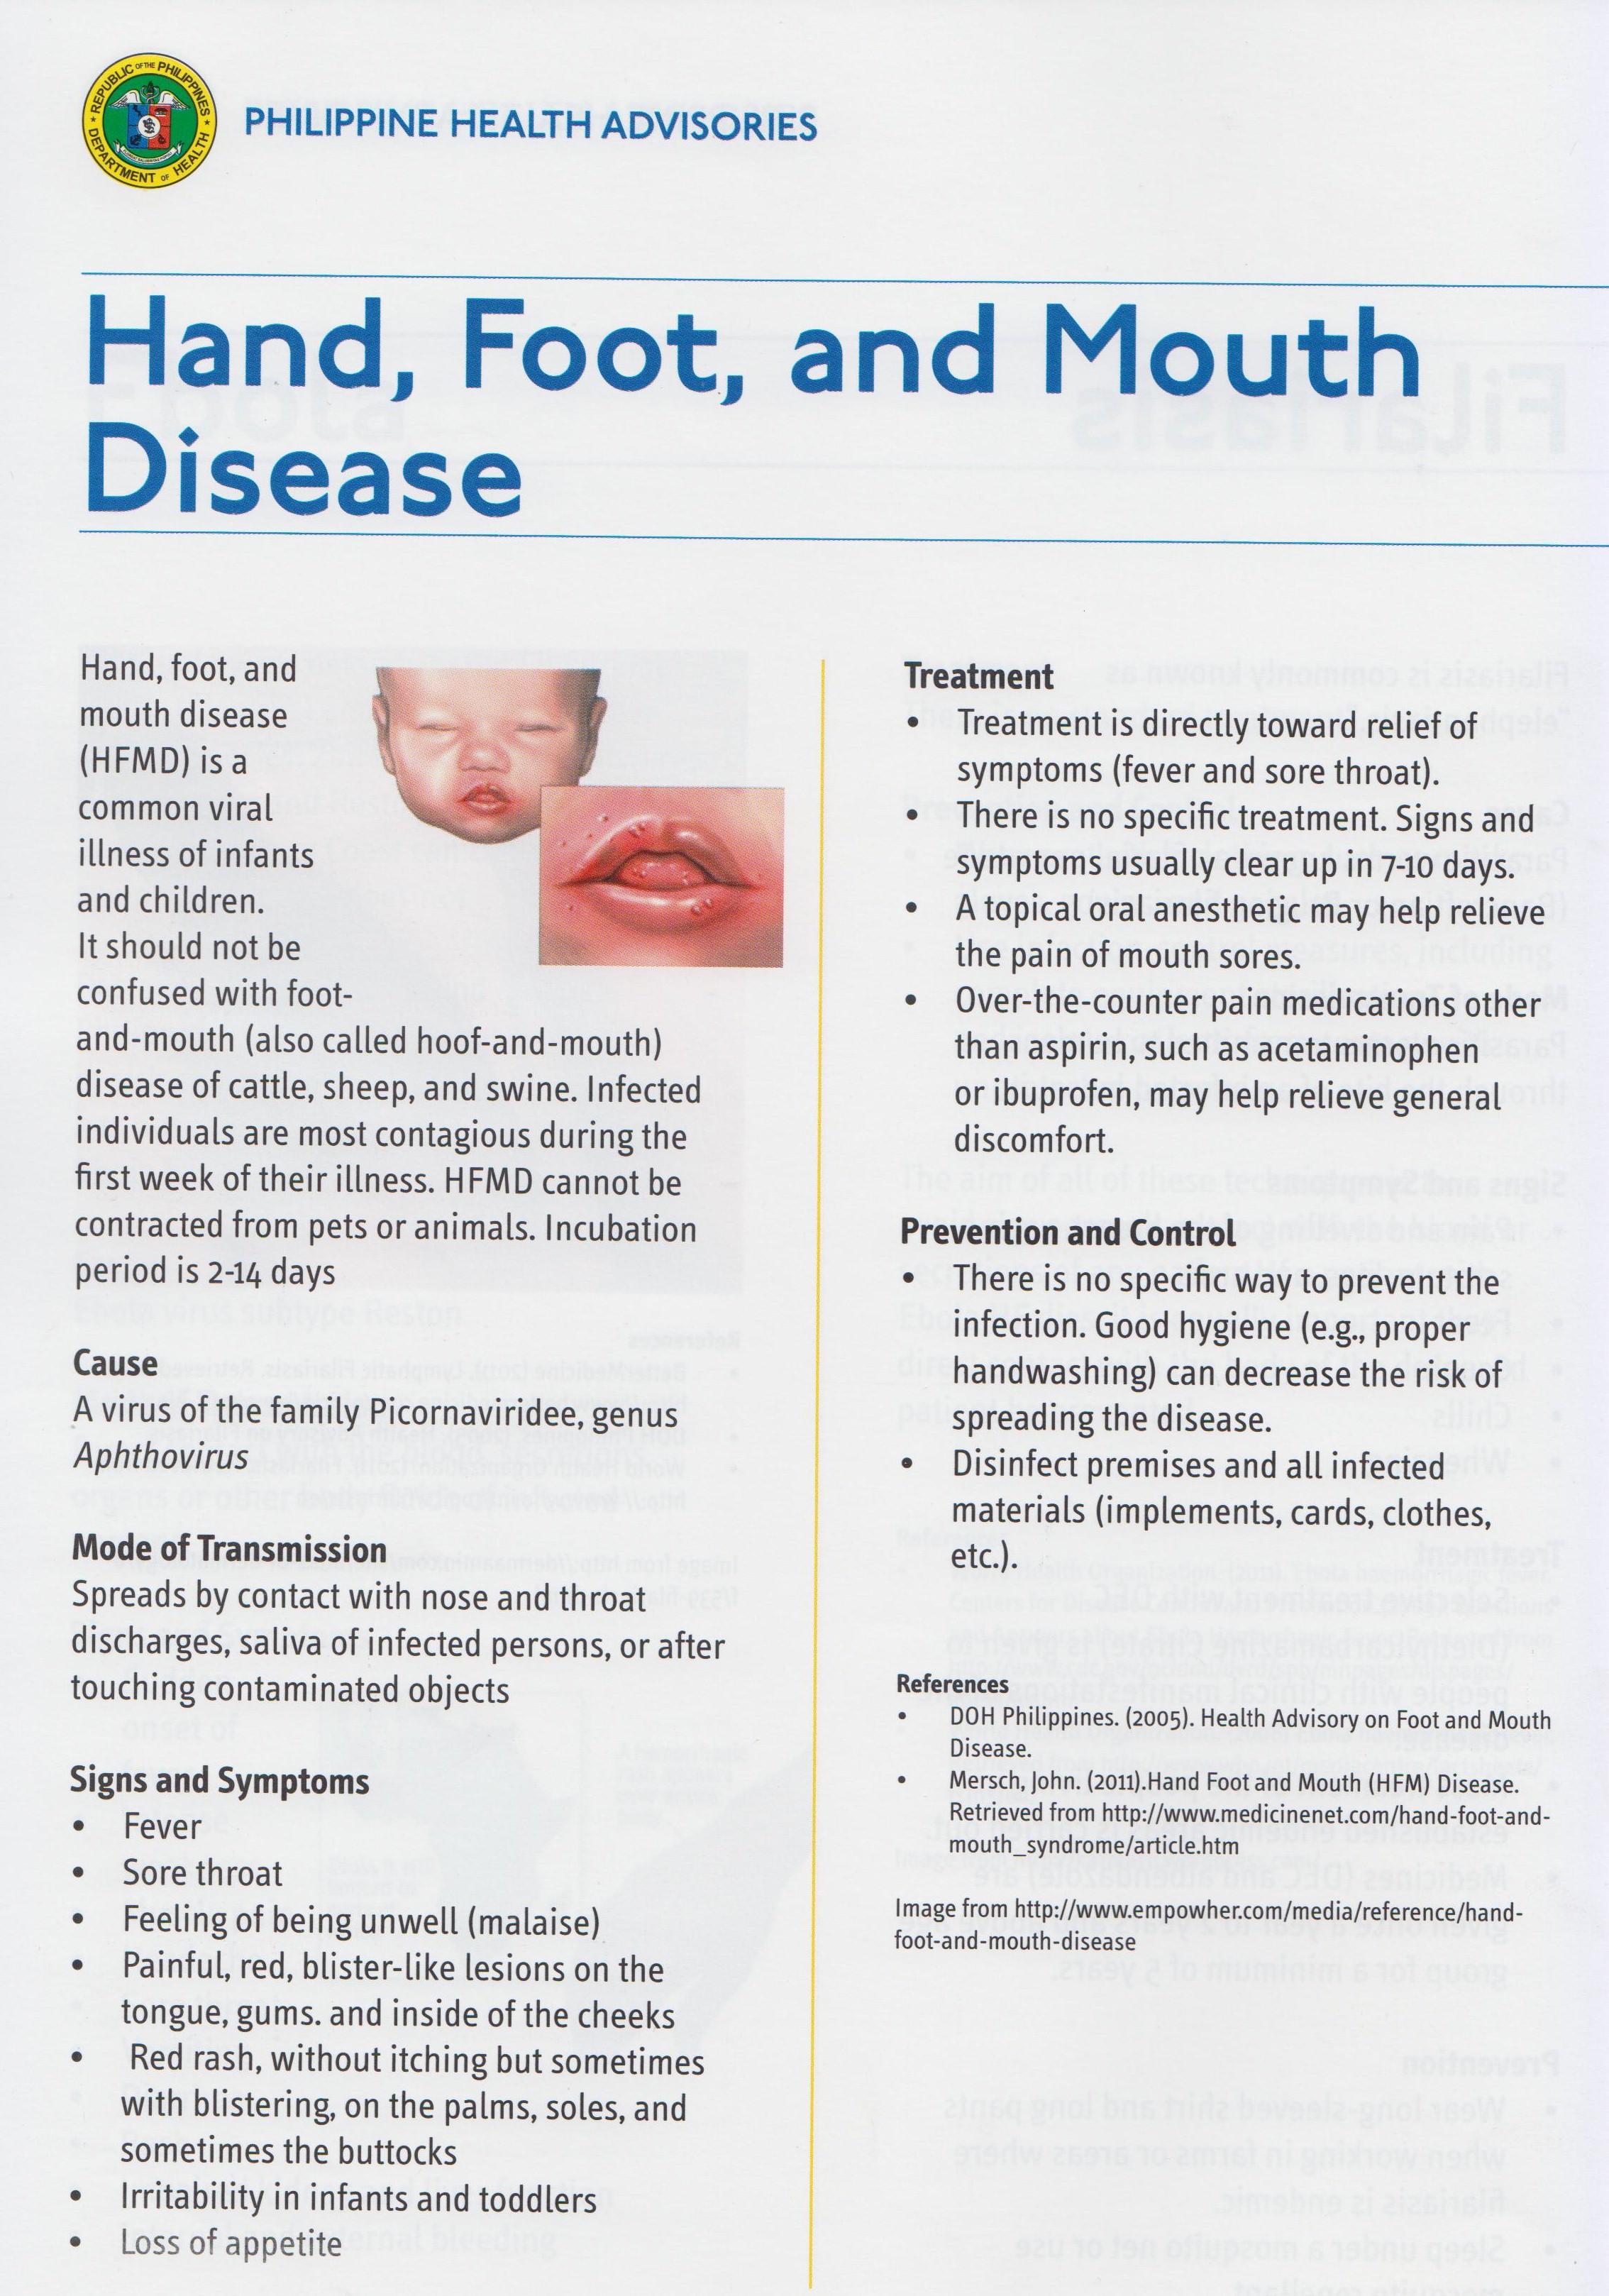 REPUBLIC OF THE PHILIPPINES
DEPARTMENT OF HEALTH
PHILIPPINE HEALTH ADVISORIES
Hand, Foot, and Mouth
Disease
Hand, foot, and
mouth disease
(HFMD) is a
common viral
illness of infants
and children.
It should not be
confused with foot-
and-mouth (also called hoof-and-mouth)
disease of cattle, sheep, and swine. Infected
individuals are most contagious during the
first week of their illness. HFMD cannot be
contracted from pets or animals. Incubation
period is 2-14 days
Cause
A virus of the family Picornaviridee, genus
Aphthovirus
Mode of Transmission
Spreads by contact with nose and throat
discharges, saliva of infected persons, or after
touching contaminated objects
Signs and Symptoms
• Fever
• Sore throat
• Feeling of being unwell (malaise)
• Painful, red, blister-like lesions on the
tongue, gums. and inside of the cheeks
• Red rash, without itching but sometimes
with blistering, on the palms, soles, and
sometimes the buttocks
• Irritability in infants and toddlers
• Loss of appetite
Treatment
• Treatment is directly toward relief of
symptoms (fever and sore throat).
• There is no specific treatment. Signs and
symptoms usually clear up in 7-10 days.
• A topical oral anesthetic may help relieve
the pain of mouth sores.
• Over-the-counter pain medications other
than aspirin, such as acetaminophen
or ibuprofen, may help relieve general
discomfort.
Prevention and Control
• There is no specific way to prevent the
infection. Good hygiene (e.g., proper
handwashing) can decrease the risk of
spreading the disease.
• Disinfect premises and all infected
materials (implements, cards, clothes,
etc.).
References
• DOH Philippines. (2005). Health Advisory on Foot and Mouth
Disease.
• Mersch, John. (2011).Hand Foot and Mouth (HFM) Disease.
Retrieved from http://www.medicinenet.com/hand-foot-and-
mouth_syndrome/article.htm
Image from http://www.empowher.com/media/reference/hand-
foot-and-mouth-disease